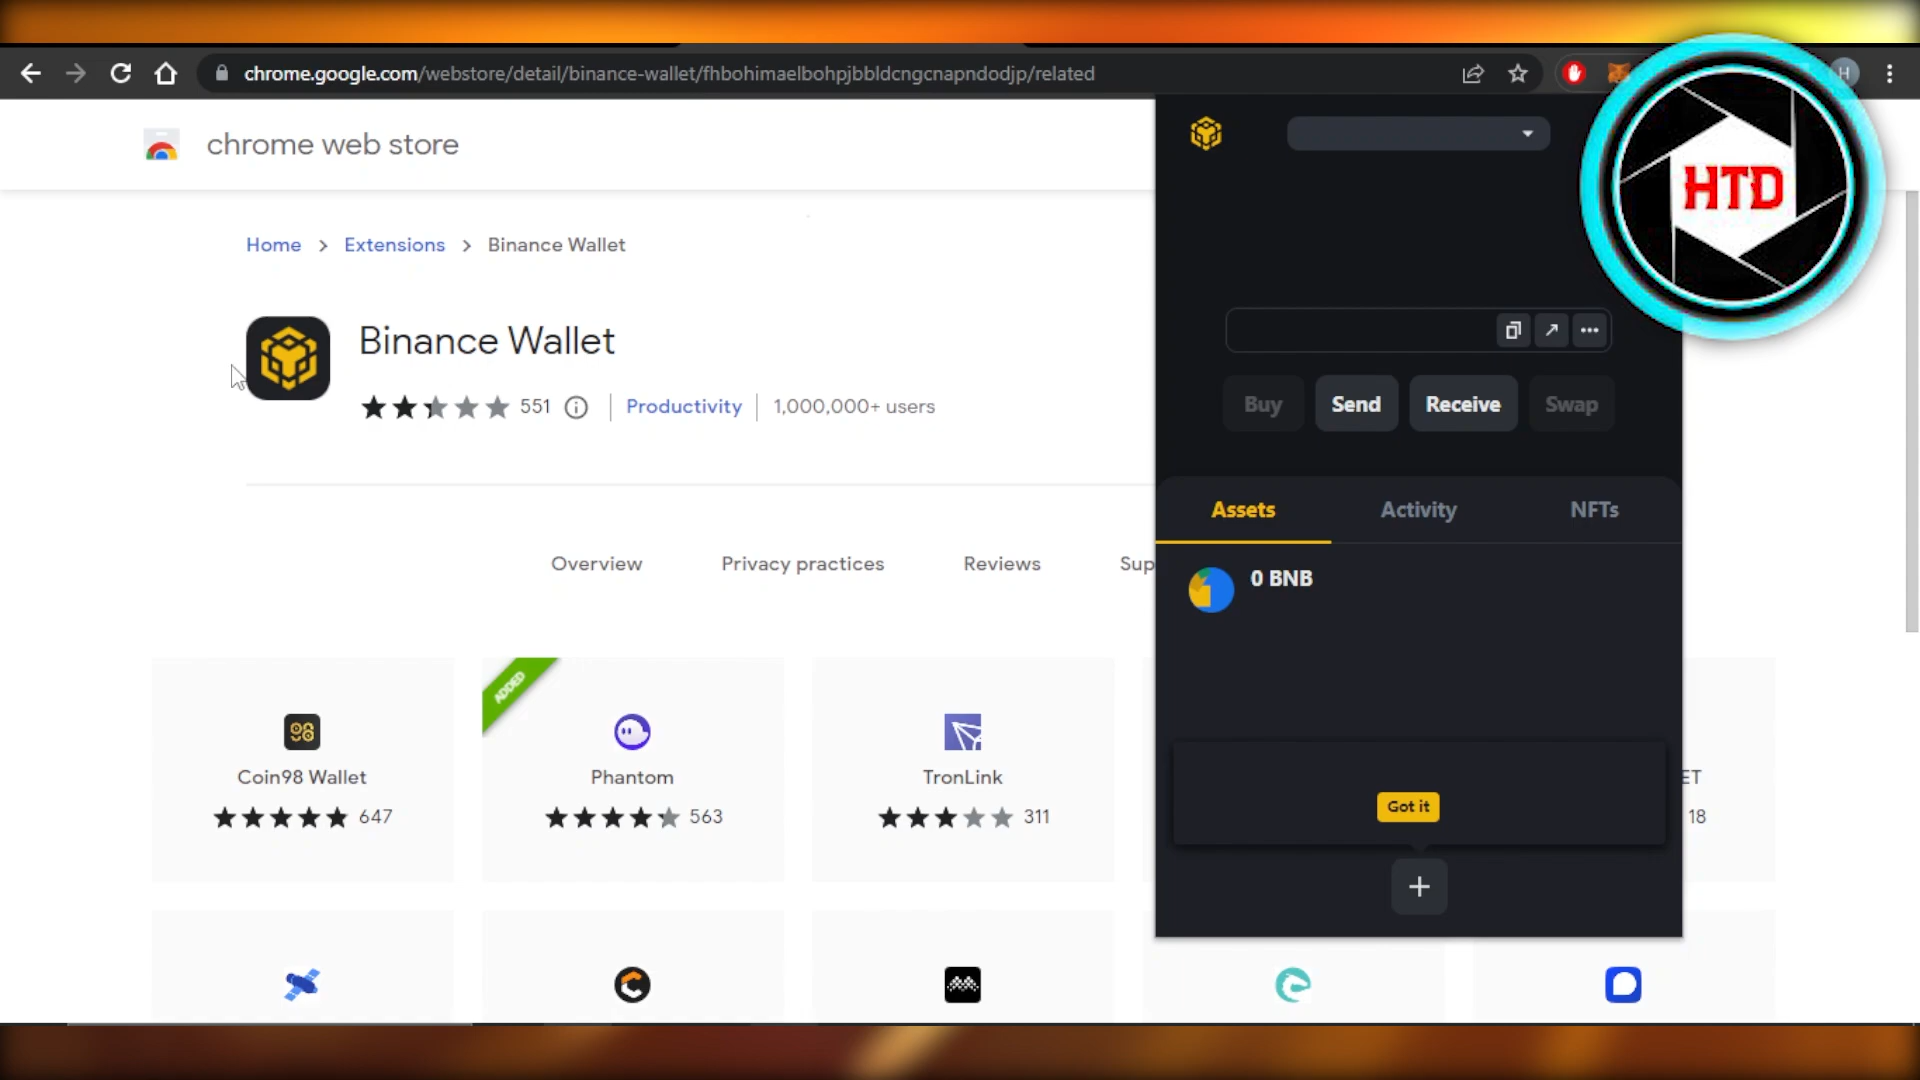 chrome.google.com/webstore/detail/binance-wallet/fhbohimaelbohpjbbldcngcnapndodjp/related
H
HTD
chrome web store
Home > Extensions > Binance Wallet
Binance Wallet
551 | Productivity | 1,000,000+ users
Overview Privacy practices Reviews Sup
Buy Send Receive Swap
Assets Activity NFTs
0 BNB
Got it
+
ADDED
98
Coin98 Wallet
647
Phantom
563
TronLink
311
ET
18